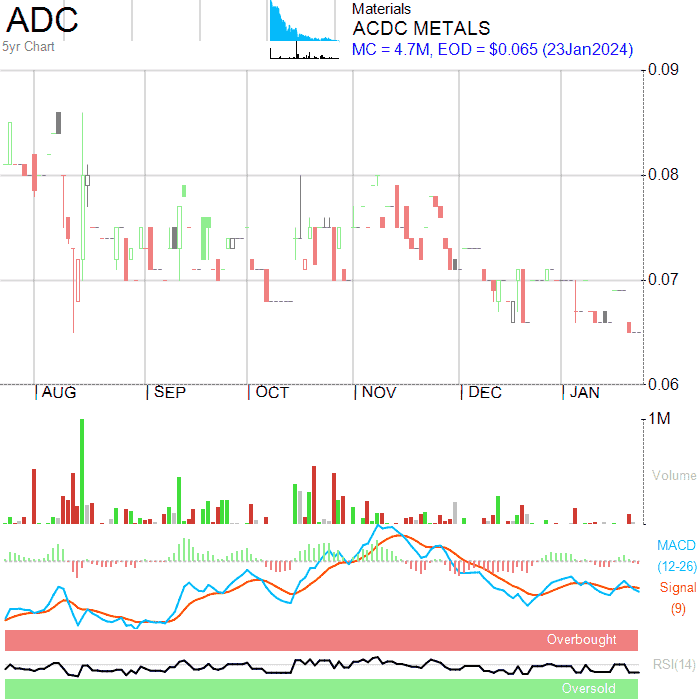 ADC
5yr Chart
Materials
ACDC METALS
MC = 4.7M, EOD = $0.065 (23Jan2024)
0.09
0.08
0.07
0.06
AUG SEP OCT NOV DEC JAN
1M
Volume
MACD
(12-26)
Signal
(9)
Overbought
RSI(14)
Oversold